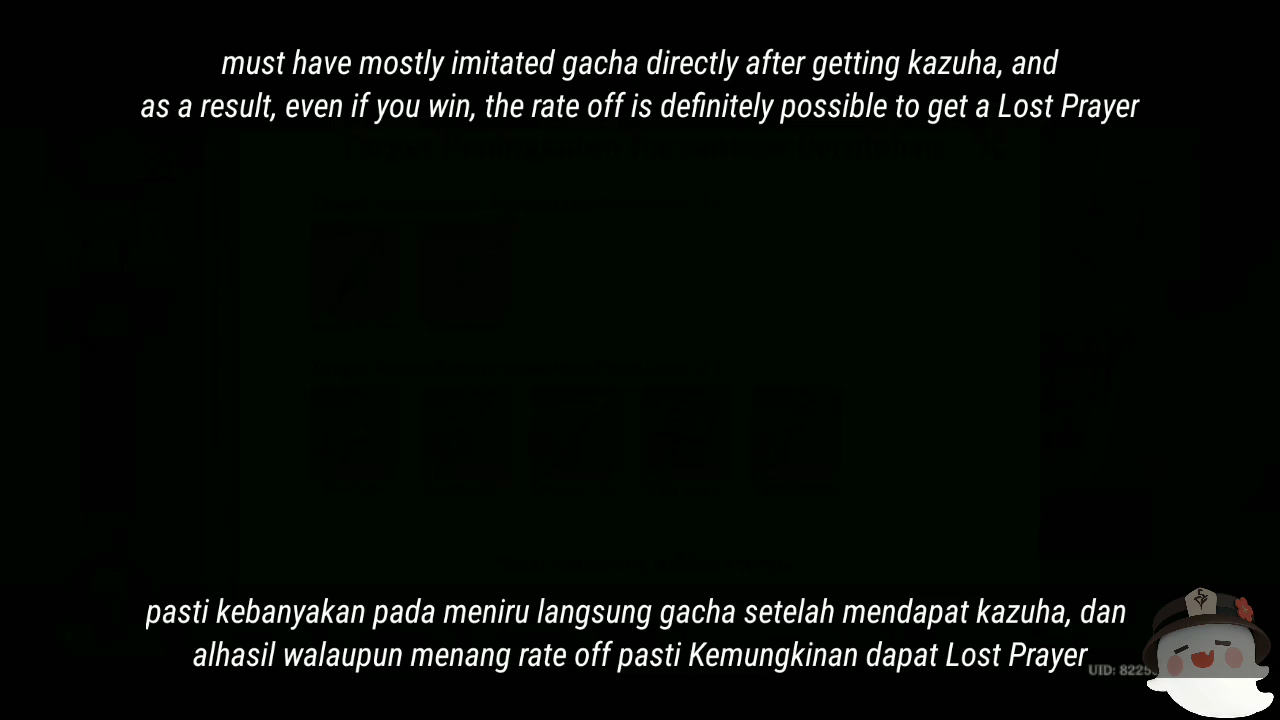 must have mostly imitated gacha directly after getting kazuha, and
as a result, even if you win, the rate off is definitely possible to get a Lost Prayer
pasti kebanyakan pada meniru langsung gacha setelah mendapat kazuha, dan
alhasil walaupun menang rate off pasti Kemungkinan dapat Lost Prayer
UID: 8225